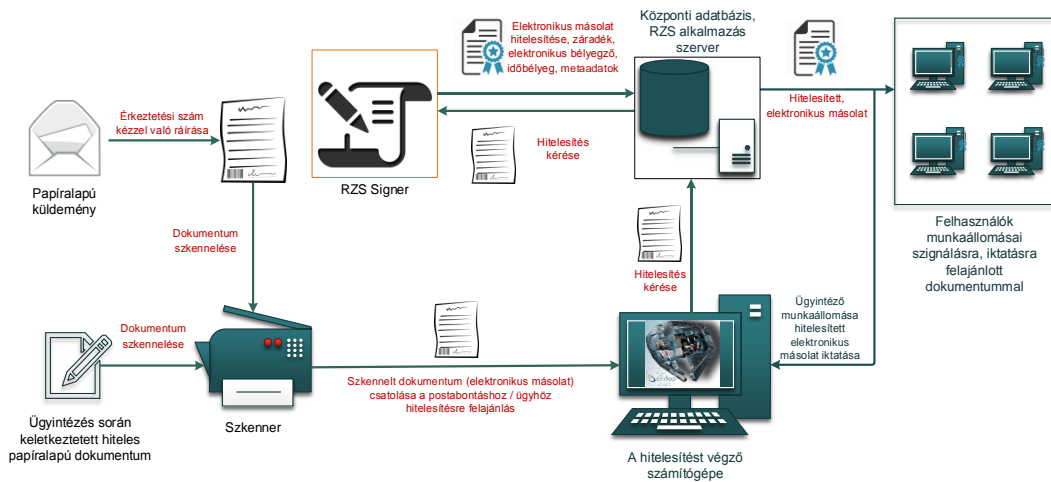 Elektronikus másolat
hitelesítése, záradék,
elektronikus bélyegző,
időbélyeg, metaadatok
Központi adatbázis,
RZS alkalmazás
szerver
Érkeztetési szám
kézzel való ráírása
Papíralapú
küldemény
RZS Signer
Hitelesítés
kérése
Hitelesített,
elektronikus másolat
Felhasználók
munkaállomásai
szignálásra, iktatásra
felajánlott
dokumentummal
Dokumentum
szkennelése
Hitelesítés
kérése
Ügyintéző
munkaállomása
hitelesített
elektronikus
másolat iktatása
Dokumentum
szkennelése
Szkennelt dokumentum (elektronikus másolat)
csatolása a postabontáshoz / ügyhöz
hitelesítésre felajánlás
Ügyintézés során
keletkeztetett hiteles
papíralapú dokumentum
Szkenner
A hitelesítést végző
számítógépe